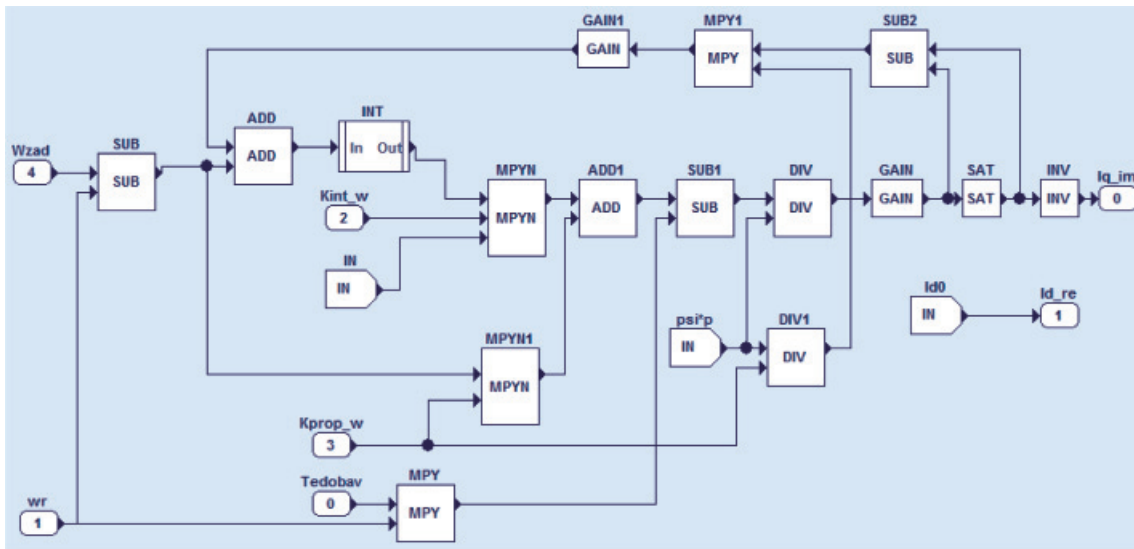 GAIN1
GAIN
MPY1
MPY
SUB2
SUB
Wzad
4
SUB
SUB
ADD
ADD
INT
In Out
Kint_w
2
IN
IN
MPYN
MPYN
ADD1
ADD
SUB1
SUB
DIV
DIV
GAIN
GAIN
SAT
SAT
INV
INV
Iq_im
0
Id0
IN
Id_re
1
psi*p
IN
DIV1
DIV
MPYN1
MPYN
Kprop_w
3
Tedobav
0
MPY
MPY
wr
1